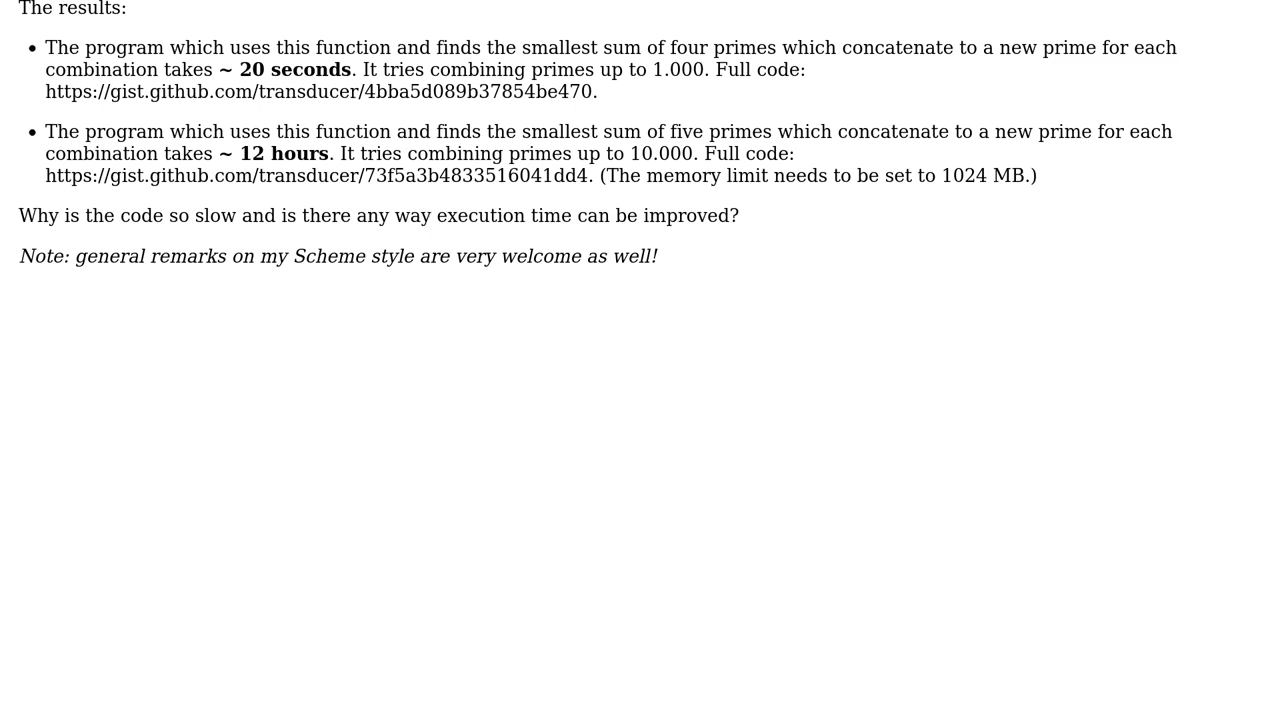 The results:
The program which uses this function and finds the smallest sum of four primes which concatenate to a new prime for each
combination takes ~ 20 seconds. It tries combining primes up to 1.000. Full code:
https://gist.github.com/transducer/4bba5d089b37854be470.
The program which uses this function and finds the smallest sum of five primes which concatenate to a new prime for each
combination takes ~ 12 hours. It tries combining primes up to 10.000. Full code:
https://gist.github.com/transducer/73f5a3b4833516041dd4. (The memory limit needs to be set to 1024 MB.)
Why is the code so slow and is there any way execution time can be improved?
Note: general remarks on my Scheme style are very welcome as well!